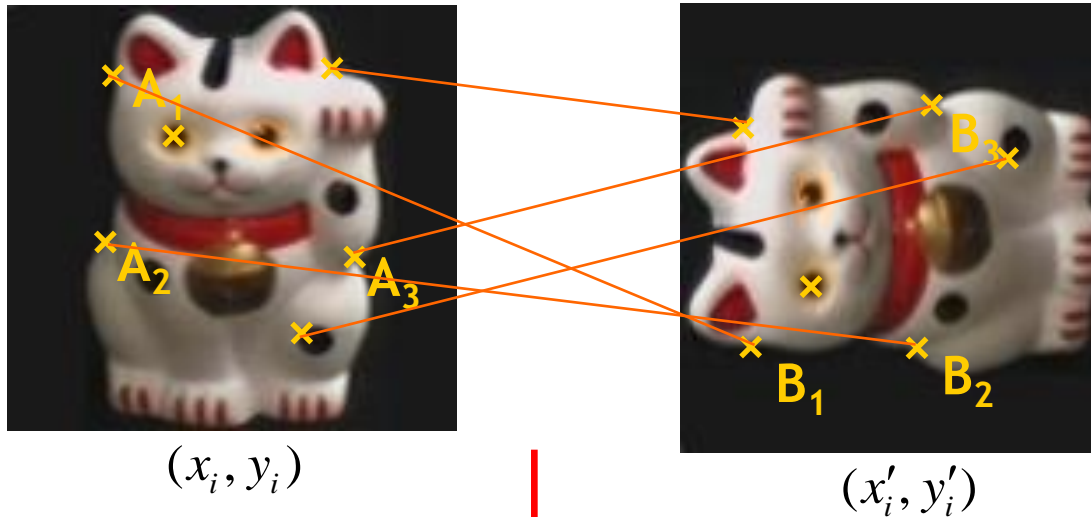 A₁
A₂
A₃
B₃
B₁
B₂
(xᵢ, yᵢ)
(x′ᵢ, y′ᵢ)